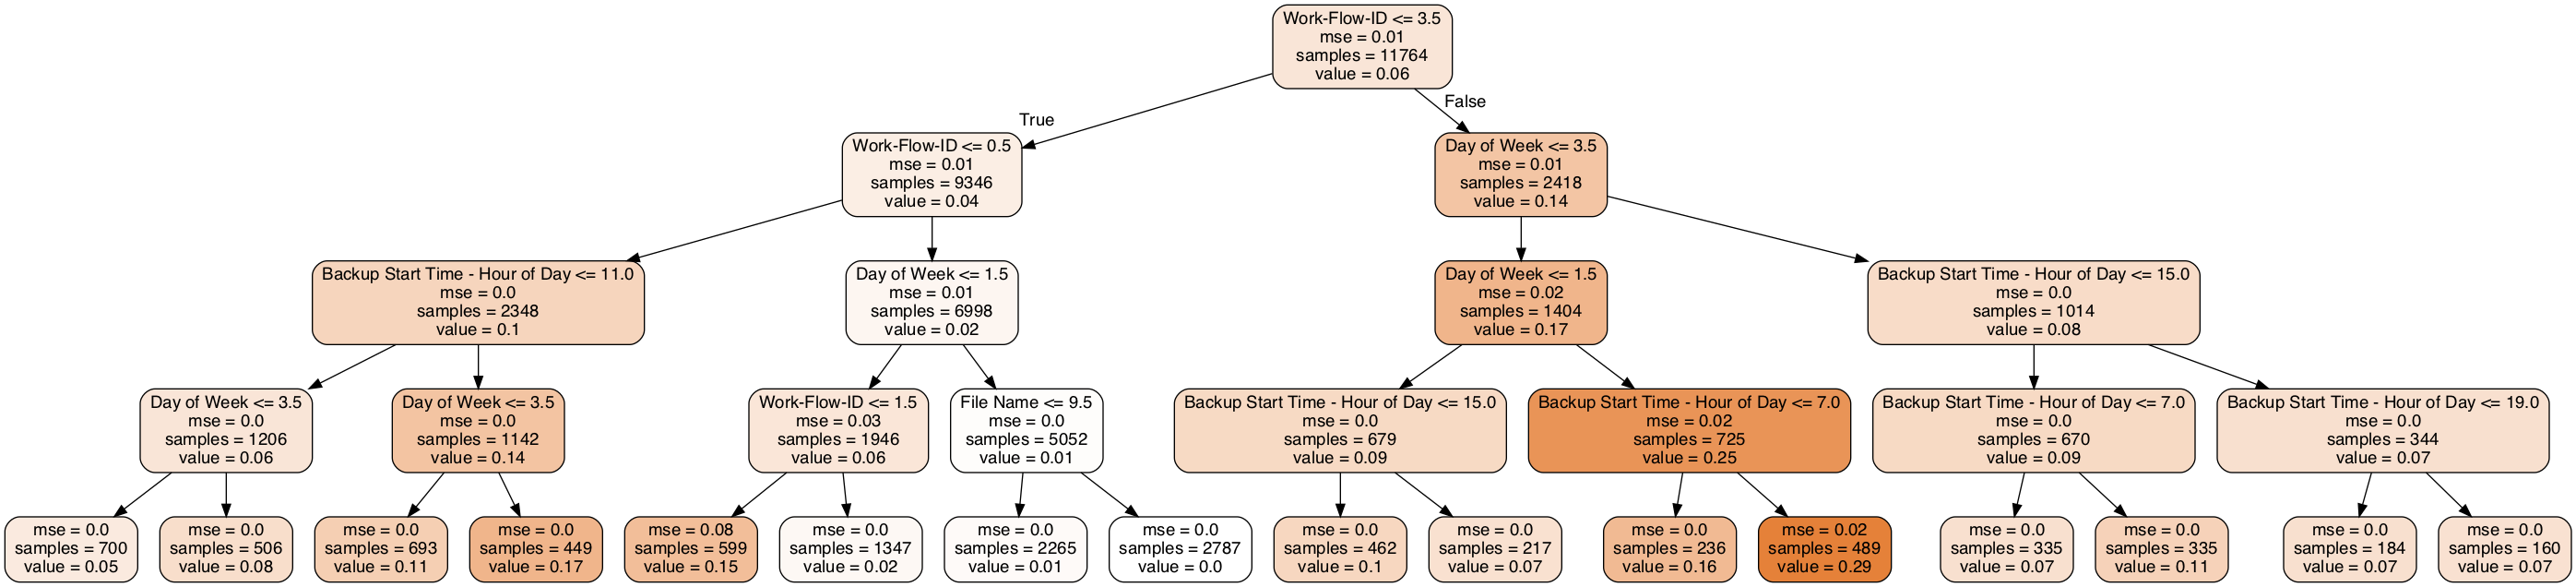 Work-Flow-ID <= 3.5
mse = 0.01
samples = 11764
value = 0.06
True
False
Work-Flow-ID <= 0.5
mse = 0.01
samples = 9346
value = 0.04
Day of Week <= 3.5
mse = 0.01
samples = 2418
value = 0.14
Backup Start Time - Hour of Day <= 11.0
mse = 0.0
samples = 2348
value = 0.1
Day of Week <= 1.5
mse = 0.01
samples = 6998
value = 0.02
Day of Week <= 1.5
mse = 0.02
samples = 1404
value = 0.17
Backup Start Time - Hour of Day <= 15.0
mse = 0.0
samples = 1014
value = 0.08
Day of Week <= 3.5
mse = 0.0
samples = 1206
value = 0.06
Day of Week <= 3.5
mse = 0.0
samples = 1142
value = 0.14
Work-Flow-ID <= 1.5
mse = 0.03
samples = 1946
value = 0.06
File Name <= 9.5
mse = 0.0
samples = 5052
value = 0.01
Backup Start Time - Hour of Day <= 15.0
mse = 0.0
samples = 679
value = 0.09
Backup Start Time - Hour of Day <= 7.0
mse = 0.02
samples = 725
value = 0.25
Backup Start Time - Hour of Day <= 7.0
mse = 0.0
samples = 670
value = 0.09
Backup Start Time - Hour of Day <= 19.0
mse = 0.0
samples = 344
value = 0.07
mse = 0.0
samples = 700
value = 0.05
mse = 0.0
samples = 506
value = 0.08
mse = 0.0
samples = 693
value = 0.11
mse = 0.0
samples = 449
value = 0.17
mse = 0.08
samples = 599
value = 0.15
mse = 0.0
samples = 1347
value = 0.02
mse = 0.0
samples = 2265
value = 0.01
mse = 0.0
samples = 2787
value = 0.0
mse = 0.0
samples = 462
value = 0.1
mse = 0.0
samples = 217
value = 0.07
mse = 0.0
samples = 236
value = 0.16
mse = 0.02
samples = 489
value = 0.29
mse = 0.0
samples = 335
value = 0.07
mse = 0.0
samples = 335
value = 0.11
mse = 0.0
samples = 184
value = 0.07
mse = 0.0
samples = 160
value = 0.07